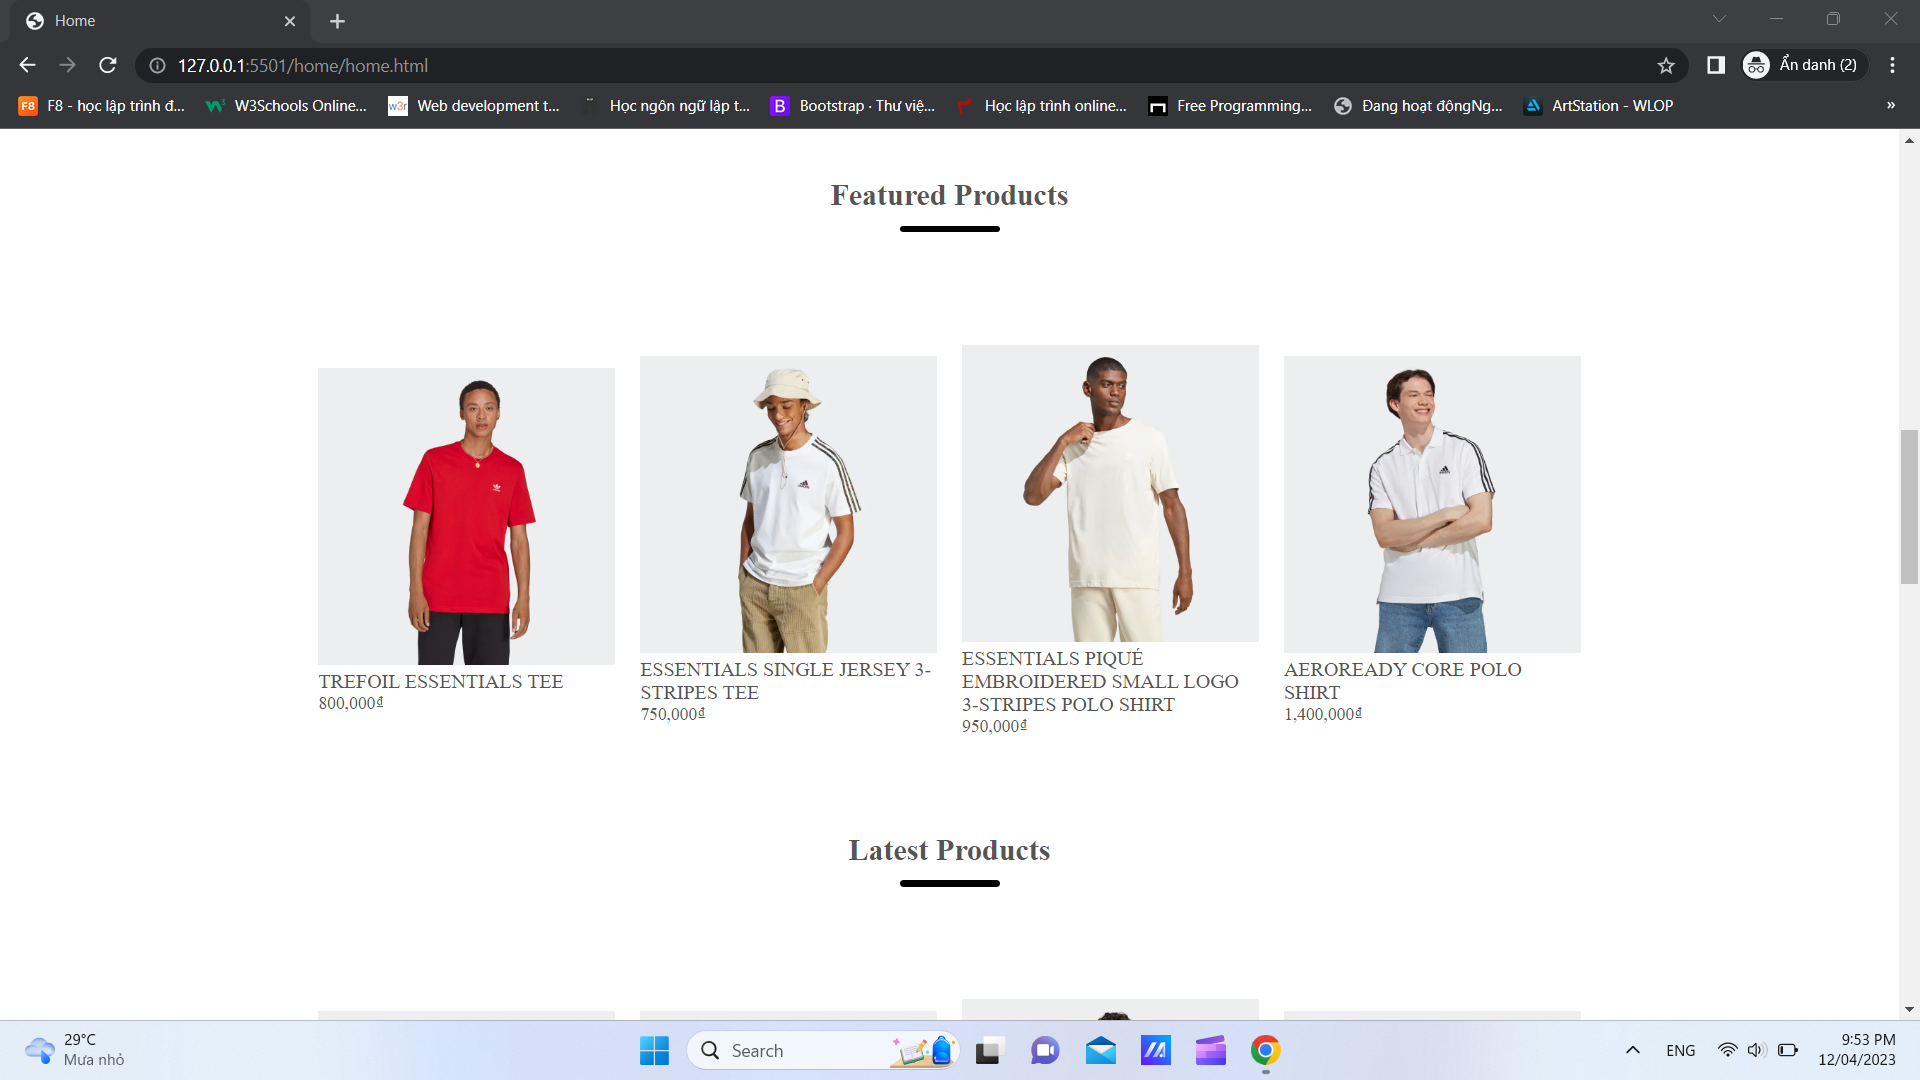 Home
127.0.0.1:5501/home/home.html
Ẩn danh (2)
F8 - học lập trình đ...
W3Schools Online...
Web development t...
Học ngôn ngữ lập t...
Bootstrap · Thư việ...
Học lập trình online...
Free Programming...
Đang hoạt độngNg...
ArtStation - WLOP
»
Featured Products
TREFOIL ESSENTIALS TEE
800,000₫
ESSENTIALS SINGLE JERSEY 3-
STRIPES TEE
750,000₫
ESSENTIALS PIQUÉ
EMBROIDERED SMALL LOGO
3-STRIPES POLO SHIRT
950,000₫
AEROREADY CORE POLO
SHIRT
1,400,000₫
Latest Products
29°C
Mưa nhỏ
Search
ENG
9:53 PM
12/04/2023